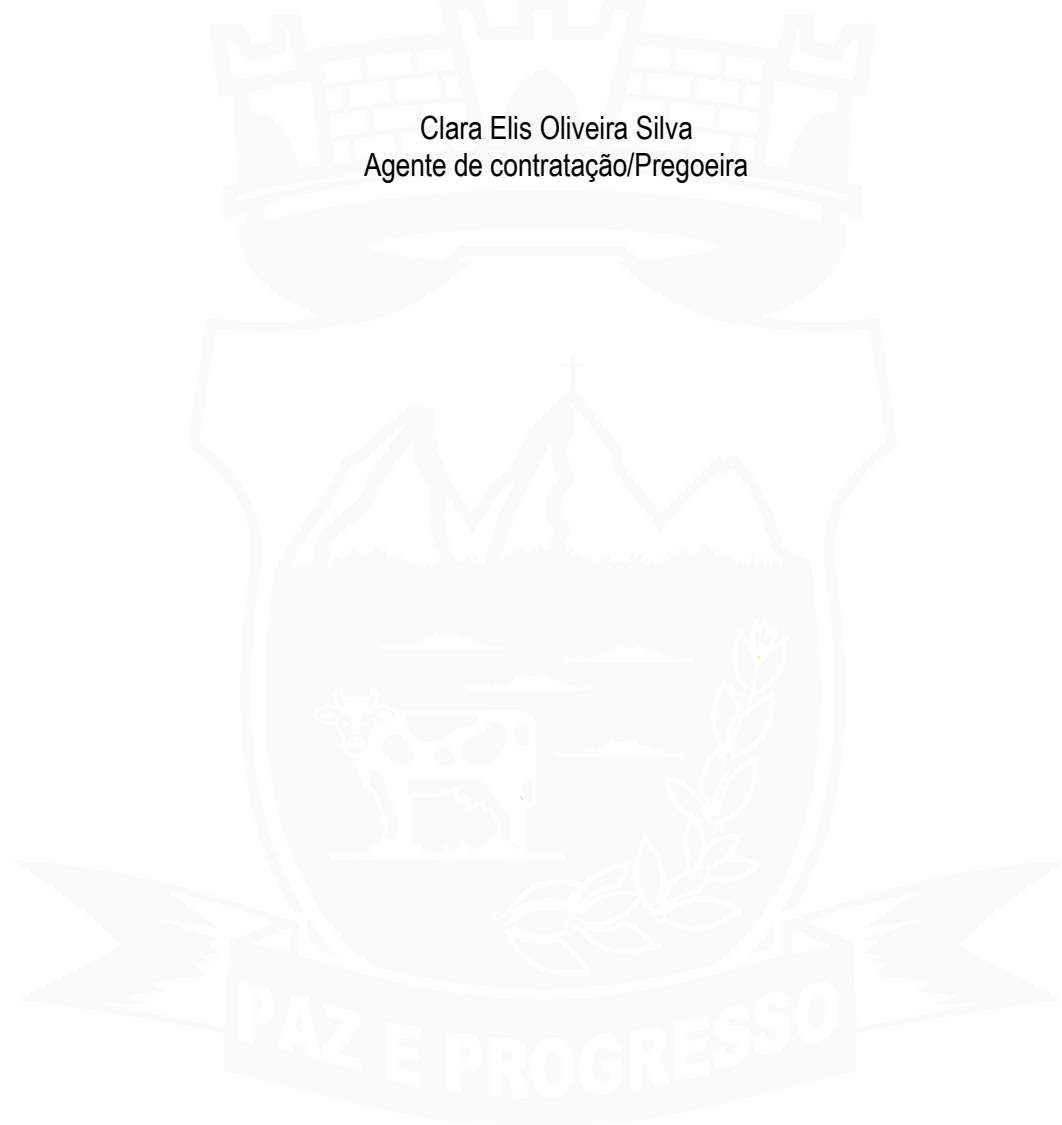 Clara Elis Oliveira Silva
Agente de contratação/Pregoeira
PAZ E PROGRESSO